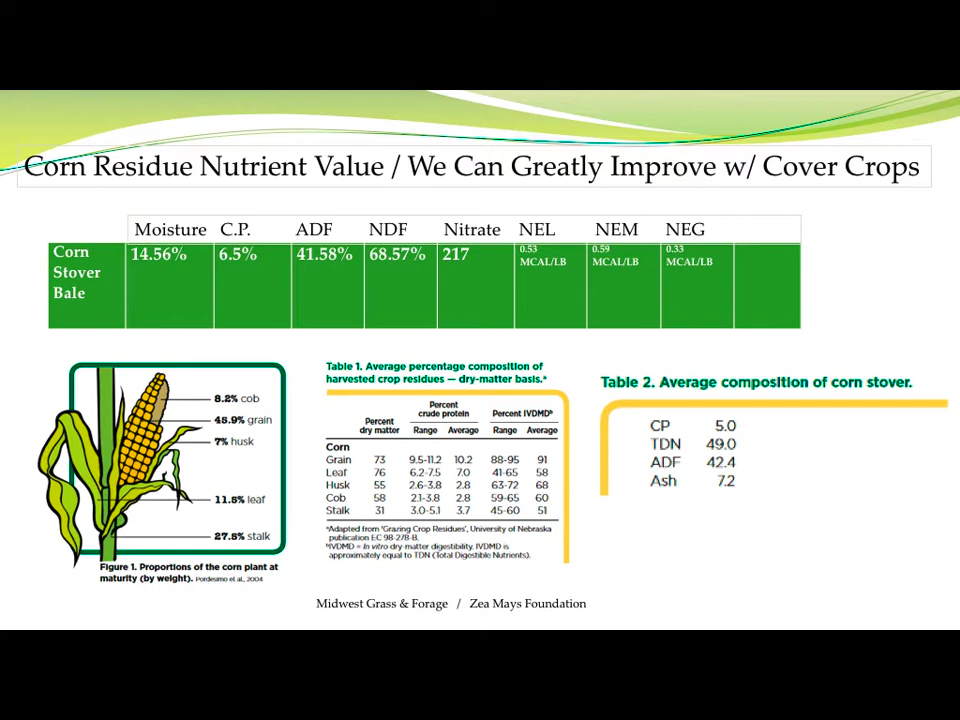 Corn Residue Nutrient Value / We Can Greatly Improve w/ Cover Crops
Moisture C.P. ADF NDF Nitrate NEL NEM NEG
Corn Stover Bale 14.56% 6.5% 41.58% 68.57% 217 0.53 MCAL/LB 0.59 MCAL/LB 0.33 MCAL/LB
8.2% cob
45.9% grain
7% husk
11.5% leaf
27.5% stalk
Figure 1. Proportions of the corn plant at
maturity (by weight). Pordesimo et al., 2004
Table 1. Average percentage composition of
harvested crop residues — dry-matter basis.ª
Percent dry matter Percent crude protein Percent IVDMDᵇ
Range Average Range Average
Corn
Grain 73 9.5-11.2 10.2 88-95 91
Leaf 76 6.2-7.5 7.0 41-65 58
Husk 55 2.6-3.8 2.8 63-72 68
Cob 58 2.1-3.8 2.8 59-65 60
Stalk 31 3.0-5.1 3.7 45-60 51
ªAdapted from 'Grazing Crop Residues', University of Nebraska
publication EC 98-278-B.
ᵇIVDMD = In vitro dry-matter digestibility. IVDMD is
approximately equal to TDN (Total Digestible Nutrients).
Table 2. Average composition of corn stover.
CP 5.0
TDN 49.0
ADF 42.4
Ash 7.2
Midwest Grass & Forage / Zea Mays Foundation